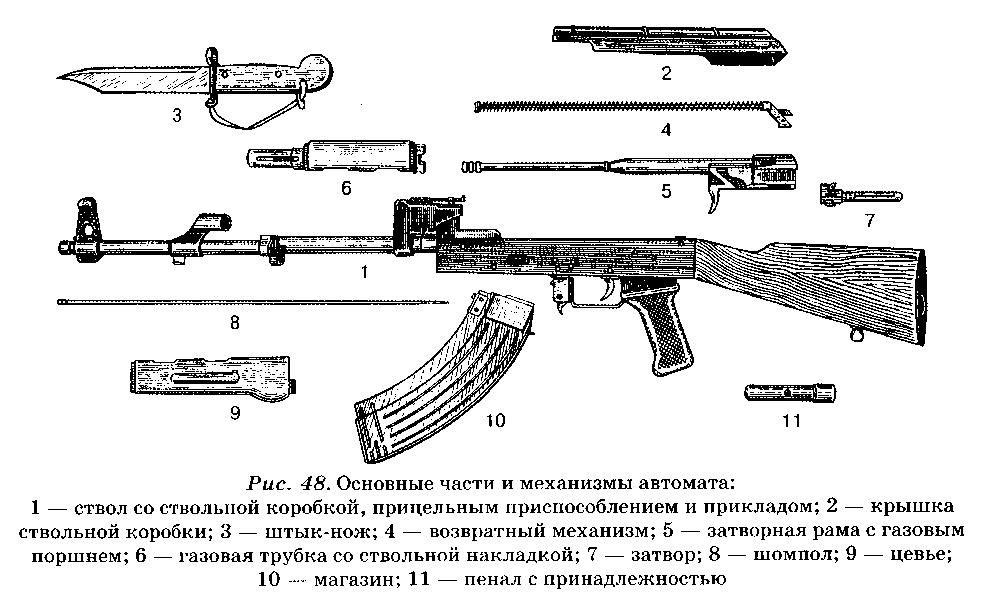 2
3
4
6
5
7
1
8
9
10
11
Рис. 48. Основные части и механизмы автомата:
1 — ствол со ствольной коробкой, прицельным приспособлением и прикладом; 2 — крышка
ствольной коробки; 3 — штык-нож; 4 — возвратный механизм; 5 — затворная рама с газовым
поршнем; 6 — газовая трубка со ствольной накладкой; 7 — затвор; 8 — шомпол; 9 — цевье;
10 — магазин; 11 — пенал с принадлежностью